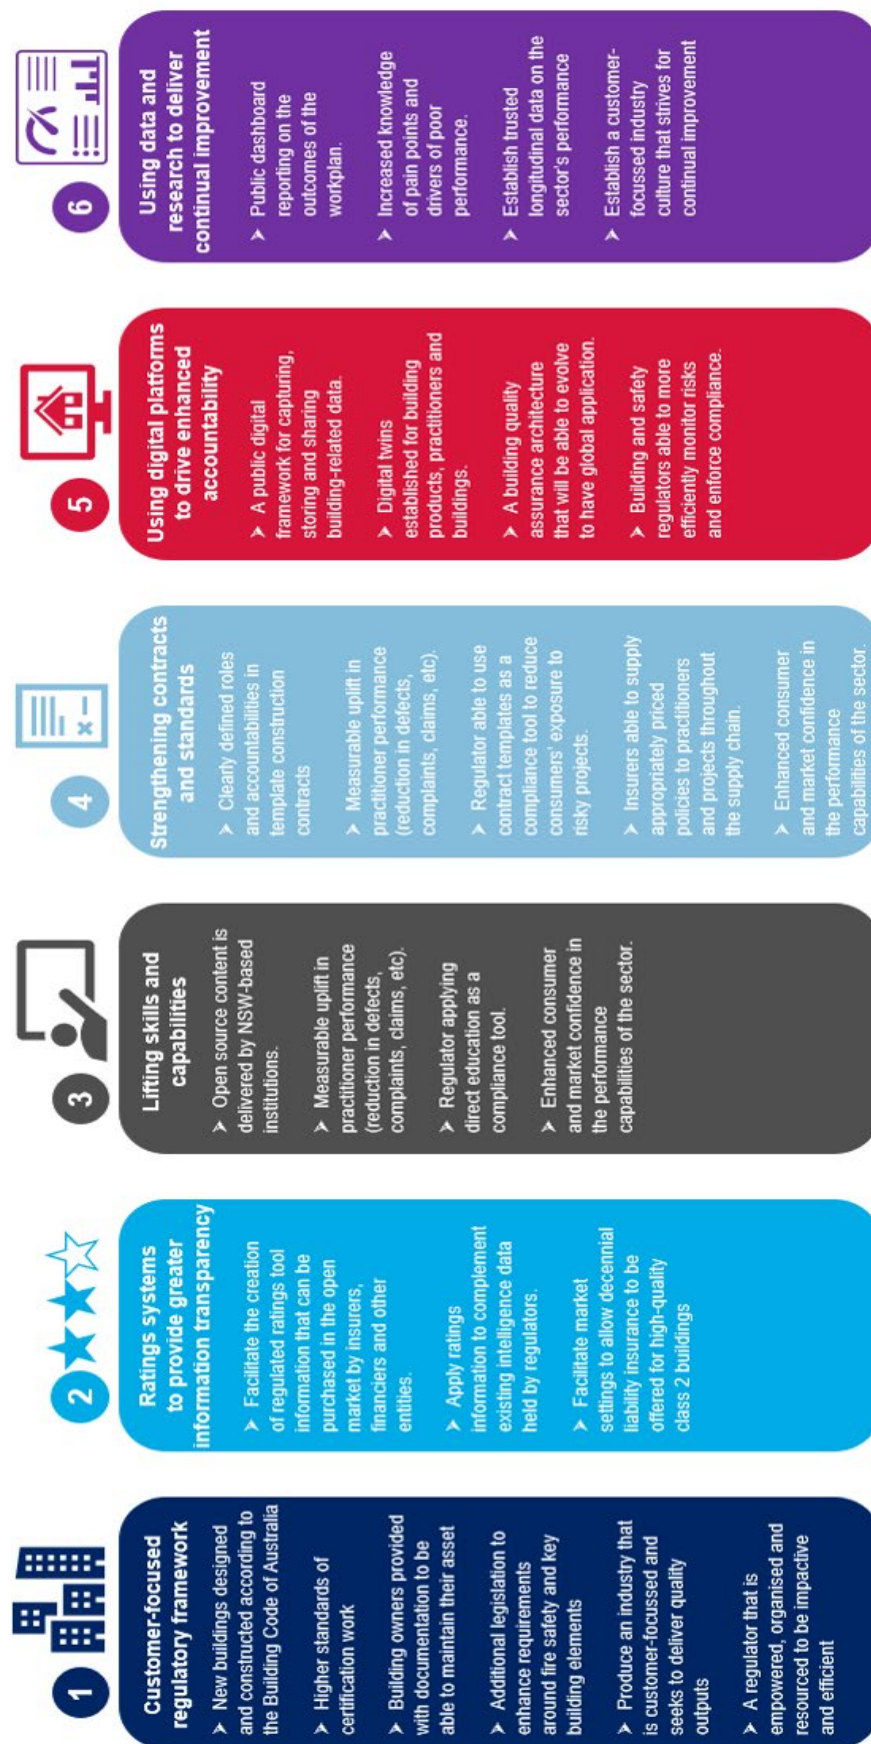 1
Customer-focused
regulatory framework
➤ New buildings designed
and constructed according to
the Building Code of Australia
➤ Higher standards of
certification work
➤ Building owners provided
with documentation to be
able to maintain their asset
➤ Additional legislation to
enhance requirements
around fire safety and key
building elements
➤ Produce an industry that
is customer-focussed and
seeks to deliver quality
outputs
➤ A regulator that is
empowered, organised and
resourced to be impactive
and efficient
2
Ratings systems
to provide greater
information transparency
➤ Facilitate the creation
of regulated ratings tool
information that can be
purchased in the open
market by insurers,
financiers and other
entities.
➤ Apply ratings
information to complement
existing intelligence data
held by regulators.
➤ Facilitate market
settings to allow decennial
liability insurance to be
offered for high-quality
class 2 buildings
3
Lifting skills and
capabilities
➤ Open source content is
delivered by NSW-based
institutions.
➤ Measurable uplift in
practitioner performance
(reduction in defects,
complaints, claims, etc).
➤ Regulator applying
direct education as a
compliance tool.
➤ Enhanced consumer
and market confidence in
the performance
capabilities of the sector.
4
Strengthening contracts
and standards
➤ Clearly defined roles
and accountabilities in
template construction
contracts
➤ Measurable uplift in
practitioner performance
(reduction in defects,
complaints, claims, etc).
➤ Regulator able to use
contract templates as a
compliance tool to reduce
consumers' exposure to
risky projects.
➤ Insurers able to supply
appropriately priced
policies to practitioners
and projects throughout
the supply chain.
➤ Enhanced consumer
and market confidence in
the performance
capabilities of the sector.
5
Using digital platforms
to drive enhanced
accountability
➤ A public digital
framework for capturing,
storing and sharing
building-related data.
➤ Digital twins
established for building
products, practitioners and
buildings.
➤ A building quality
assurance architecture
that will be able to evolve
to have global application.
➤ Building and safety
regulators able to more
efficiently monitor risks
and enforce compliance.
6
Using data and
research to deliver
continual improvement
➤ Public dashboard
reporting on the
outcomes of the
workplan.
➤ Increased knowledge
of pain points and
drivers of poor
performance.
➤ Establish trusted
longitudinal data on the
sector's performance
➤ Establish a customer-
focussed industry
culture that strives for
continual improvement